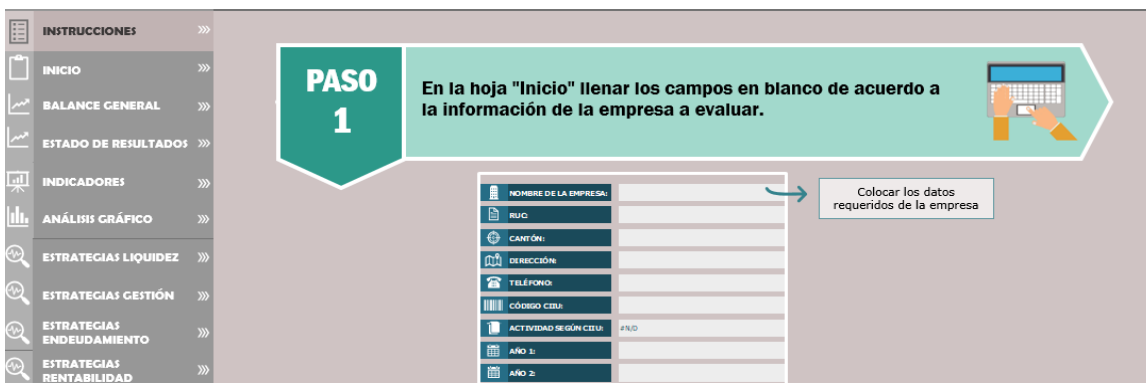 INSTRUCCIONES
INICIO
BALANCE GENERAL
ESTADO DE RESULTADOS
INDICADORES
ANÁLISIS GRÁFICO
ESTRATEGIAS LIQUIDEZ
ESTRATEGIAS GESTIÓN
ESTRATEGIAS
ENDEUDAMIENTO
ESTRATEGIAS
RENTABILIDAD
PASO
1
En la hoja "Inicio" llenar los campos en blanco de acuerdo a
la información de la empresa a evaluar.
NOMBRE DE LA EMPRESA:
RUC:
CANTÓN:
DIRECCIÓN:
TELÉFONO:
CÓDIGO CIIU:
ACTIVIDAD SEGÚN CIIU: #N/D
AÑO 1:
AÑO 2:
Colocar los datos
requeridos de la empresa